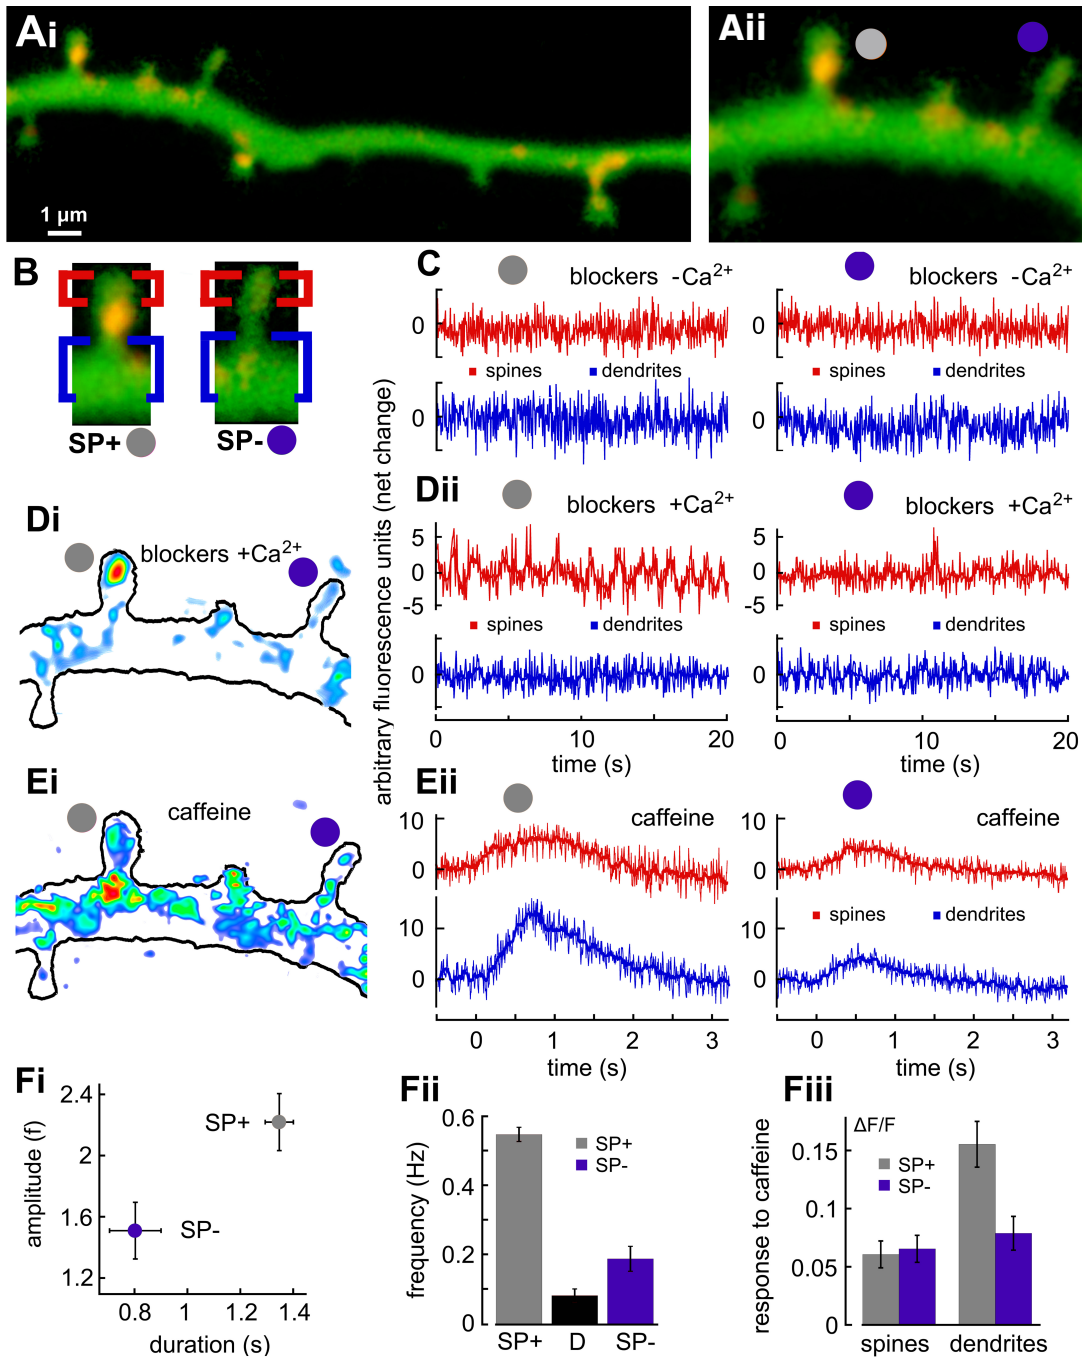 Ai
Aii
1 µm
B
SP+
SP-
C
blockers -Ca²⁺
blockers -Ca²⁺
0
0
spines
dendrites
spines
dendrites
0
0
arbitrary fluorescence units (net change)
Di
blockers +Ca²⁺
Dii
blockers +Ca²⁺
blockers +Ca²⁺
5
0
-5
5
0
-5
spines
dendrites
spines
dendrites
0
0
0
10
20
0
10
20
time (s)
time (s)
Ei
caffeine
Eii
caffeine
caffeine
10
0
10
0
spines
dendrites
10
0
10
0
0
1
2
3
0
1
2
3
time (s)
time (s)
Fi
2.4
2
1.6
1.2
amplitude (f)
SP+
SP-
0.8
1
1.2
1.4
duration (s)
Fii
0.6
0.4
0.2
0
frequency (Hz)
SP+
SP-
SP+
D
SP-
Fiii
ΔF/F
0.15
0.1
0.05
0
response to caffeine
SP+
SP-
spines
dendrites